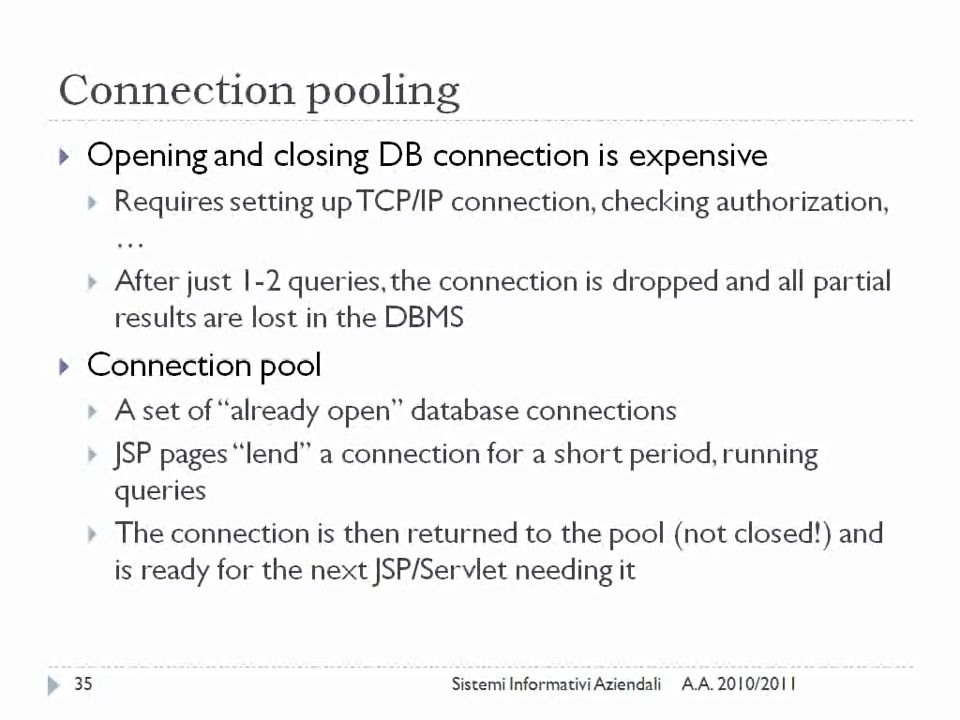 Connection pooling
Opening and closing DB connection is expensive
Requires setting up TCP/IP connection, checking authorization,
…
After just 1-2 queries, the connection is dropped and all partial
results are lost in the DBMS
Connection pool
A set of “already open” database connections
JSP pages “lend” a connection for a short period, running
queries
The connection is then returned to the pool (not closed!) and
is ready for the next JSP/Servlet needing it
35 Sistemi Informativi Aziendali A.A. 2010/2011